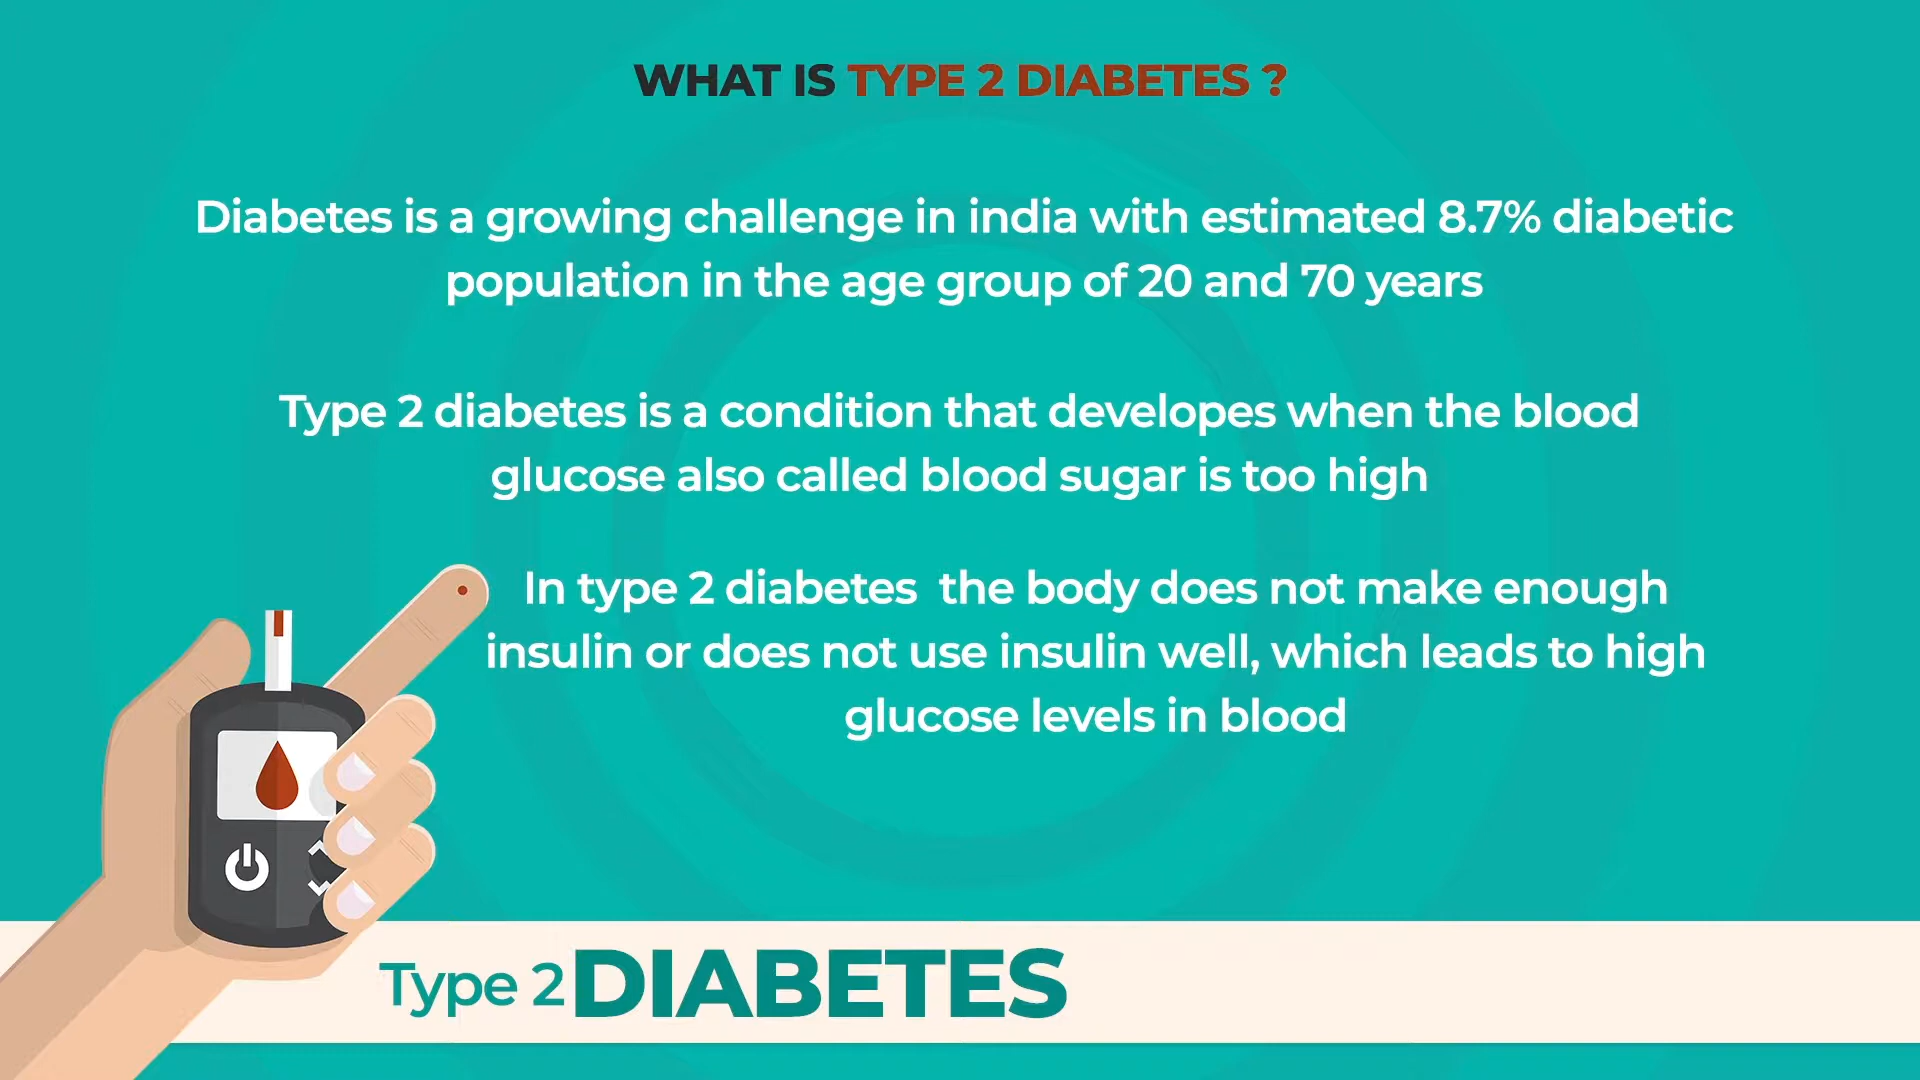 WHAT IS TYPE 2 DIABETES ?
Diabetes is a growing challenge in india with estimated 8.7% diabetic
population in the age group of 20 and 70 years
Type 2 diabetes is a condition that developes when the blood
glucose also called blood sugar is too high
In type 2 diabetes  the body does not make enough
insulin or does not use insulin well, which leads to high
glucose levels in blood
Type 2 DIABETES